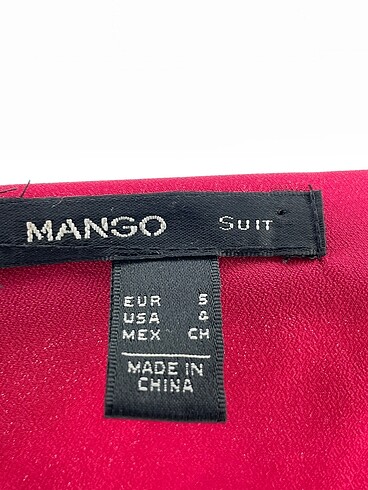 MANGO SUIT
EUR S
USA 4
MEX CH
MADE IN
CHINA